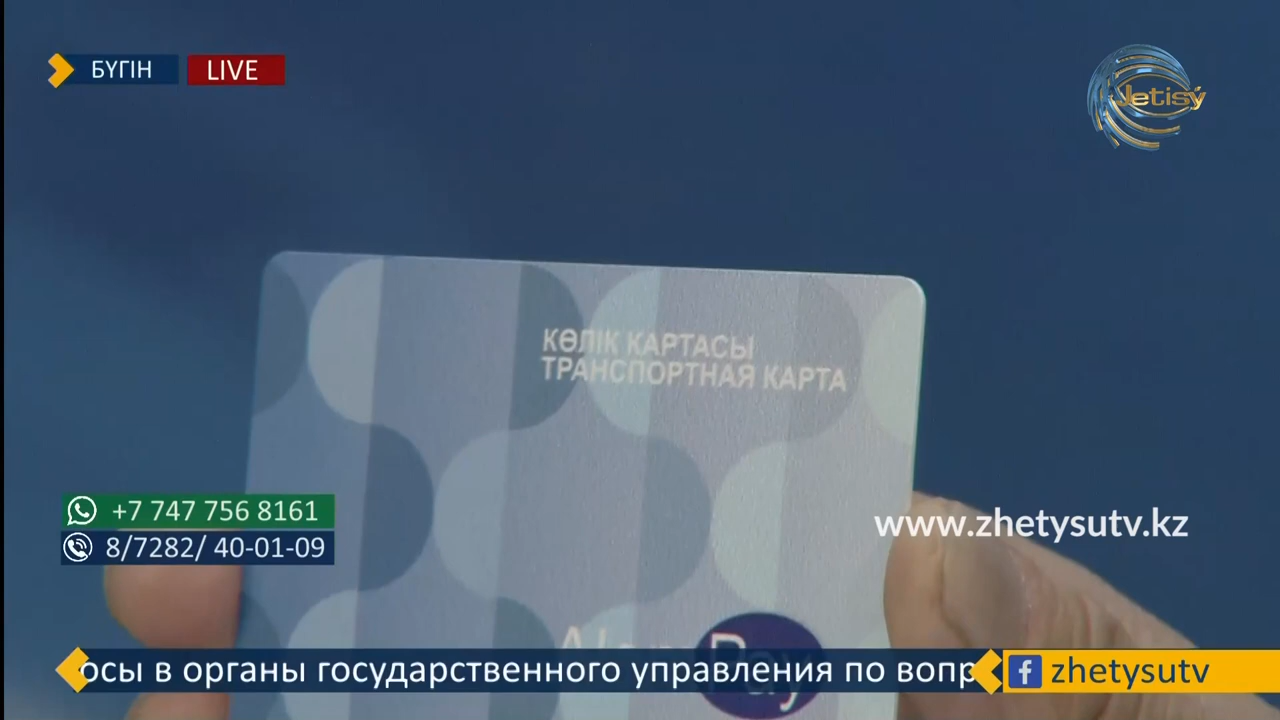 БҮГІН LIVE
Jetisý
КӨЛІК КАРТАСЫ
ТРАНСПОРТНАЯ КАРТА
+7 747 756 8161
8/7282/ 40-01-09
www.zhetysutv.kz
Pay
осы в органы государственного управления по вопр
zhetysutv